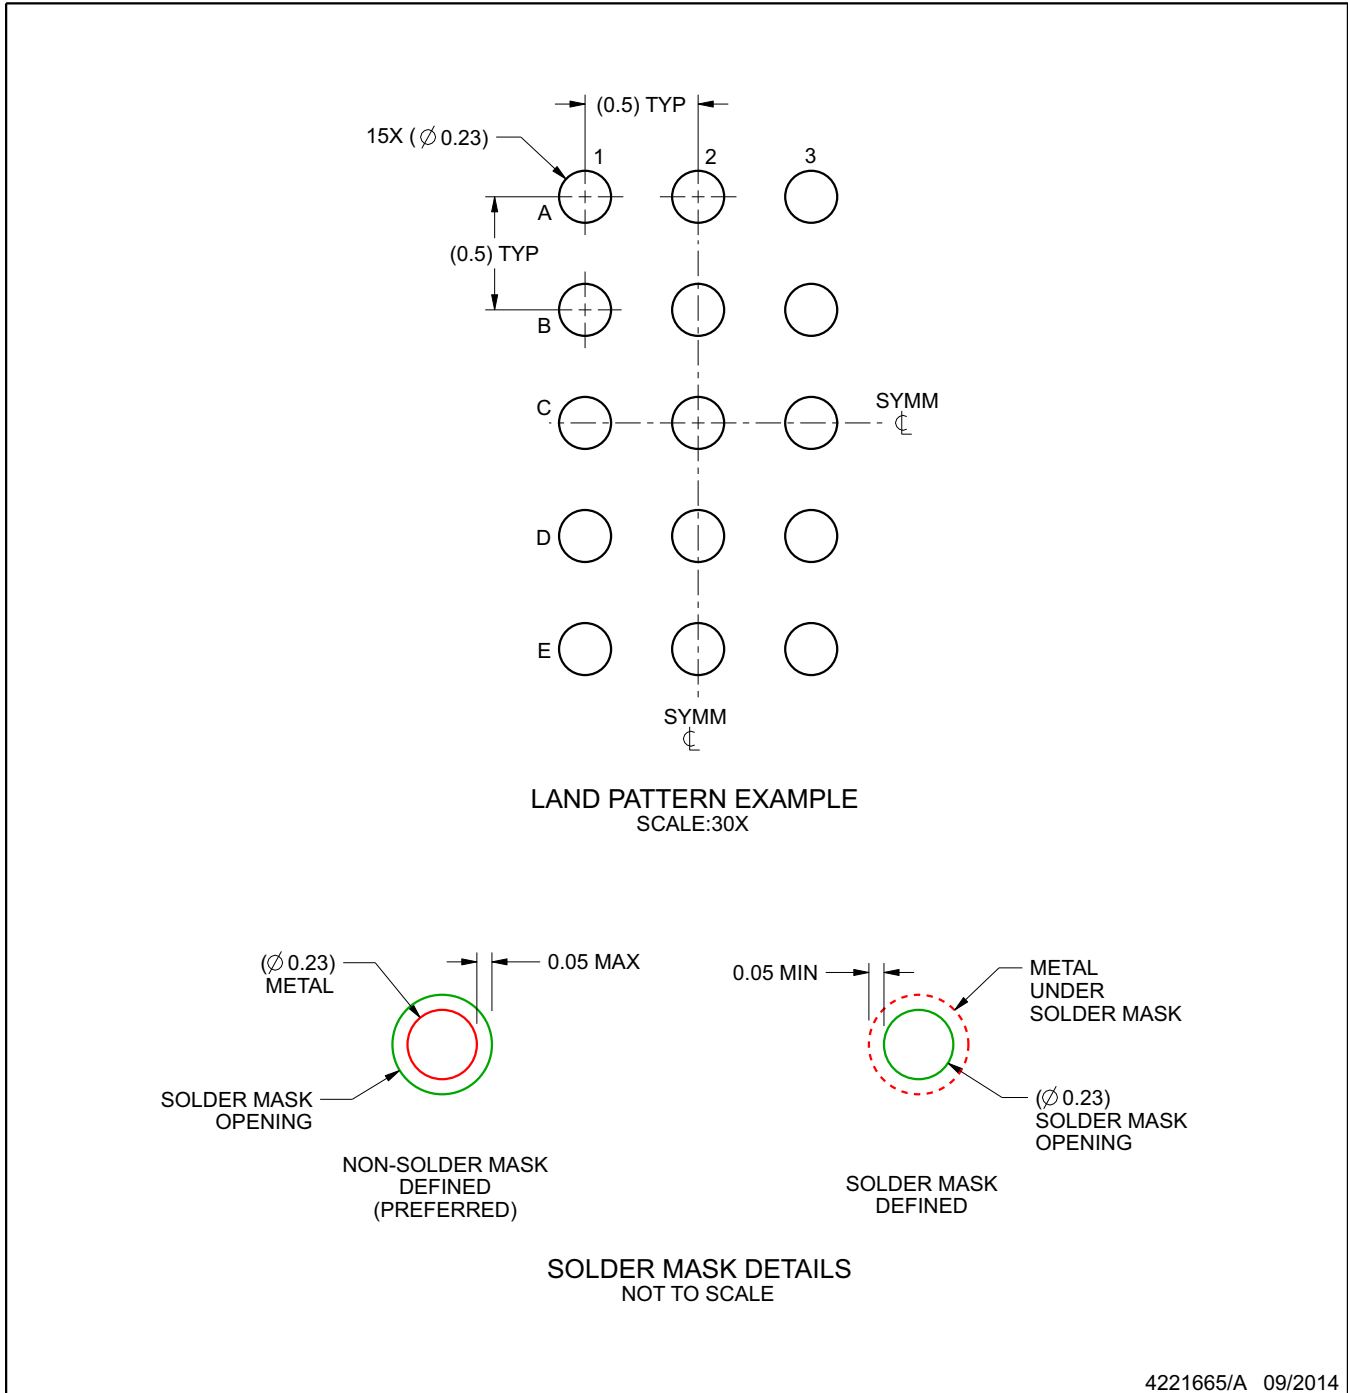 (0.5) TYP
15X ( ∅ 0.23)
1
2
3
A
(0.5) TYP
B
C
SYMM
℄
D
E
SYMM
℄
LAND PATTERN EXAMPLE
SCALE:30X
(∅ 0.23)
METAL
0.05 MAX
SOLDER MASK
OPENING
NON-SOLDER MASK
DEFINED
(PREFERRED)
0.05 MIN
METAL
UNDER
SOLDER MASK
(∅ 0.23)
SOLDER MASK
OPENING
SOLDER MASK
DEFINED
SOLDER MASK DETAILS
NOT TO SCALE
4221665/A 09/2014